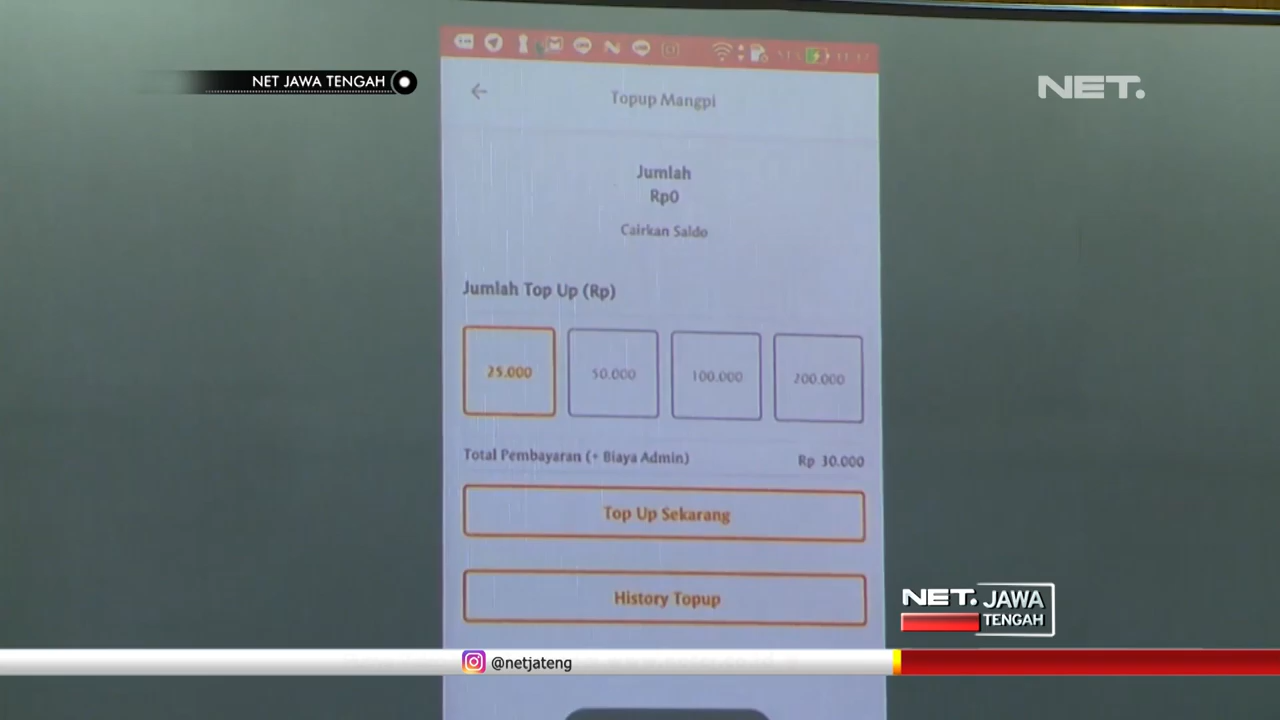 NET JAWA TENGAH
NET.
Topup Mangpi
Jumlah
Rp0
Cairkan Saldo
Jumlah Top Up (Rp)
25.000
50.000
100.000
200.000
Total Pembayaran (+ Biaya Admin)
Rp 30.000
Top Up Sekarang
History Topup
NET. JAWA
TENGAH
@netjateng